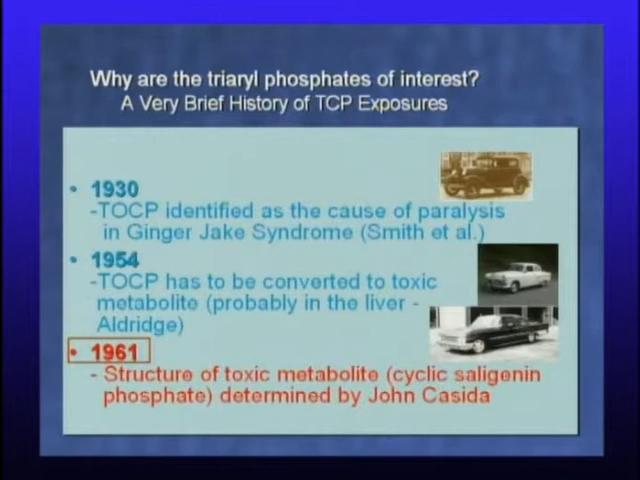 Why are the triaryl phosphates of interest?
A Very Brief History of TCP Exposures
• 1930
-TOCP identified as the cause of paralysis
in Ginger Jake Syndrome (Smith et al.)
• 1954
-TOCP has to be converted to toxic
metabolite (probably in the liver -
Aldridge)
• 1961
- Structure of toxic metabolite (cyclic saligenin
phosphate) determined by John Casida